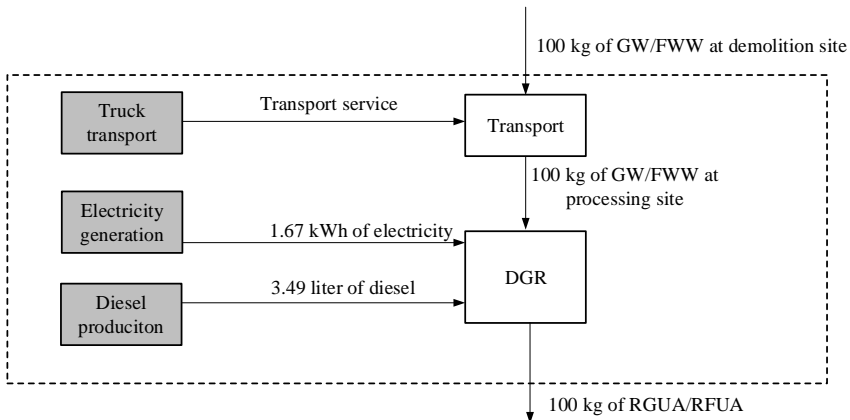 100 kg of GW/FWW at demolition site
Truck
transport
Transport service
Transport
100 kg of GW/FWW at
processing site
Electricity
generation
1.67 kWh of electricity
DGR
3.49 liter of diesel
Diesel
produciton
100 kg of RGUA/RFUA